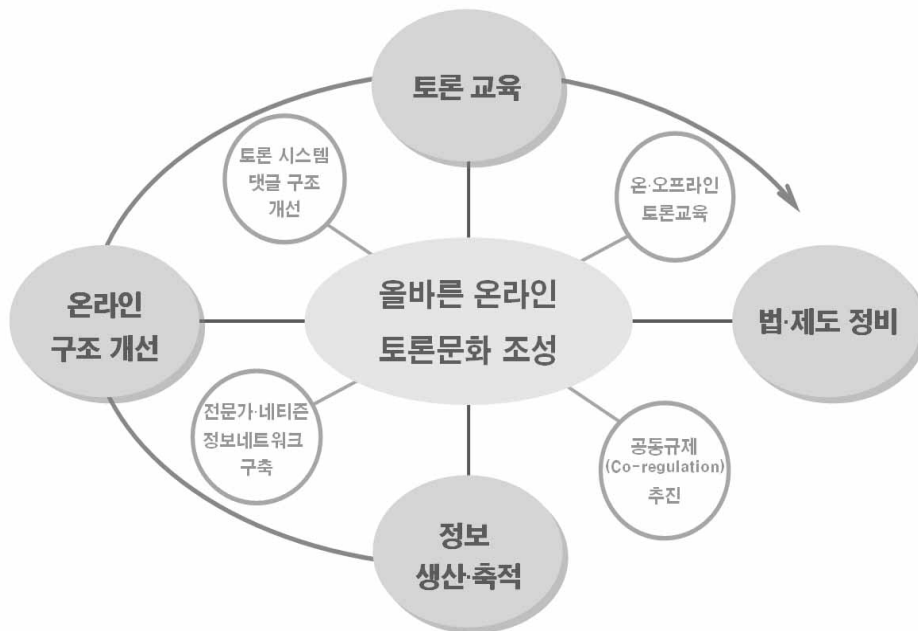 토론 교육
토론 시스템
댓글 구조
개선
온·오프라인
토론교육
온라인
구조 개선
올바른 온라인
토론문화 조성
법·제도 정비
전문가·네티즌
정보네트워크
구축
공동규제
(Co-regulation)
추진
정보
생산·축적